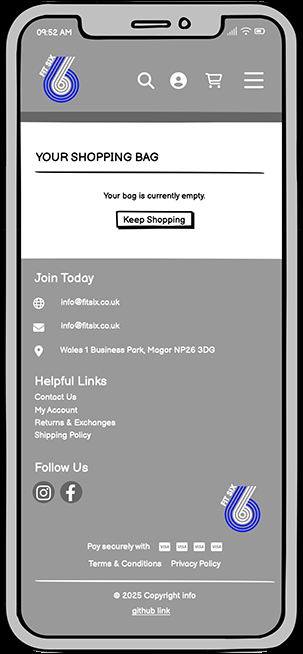 09:52 AM
FIT SIX
6
YOUR SHOPPING BAG
Your bag is currently empty.
Keep Shopping
Join Today
info@fitsix.co.uk
info@fitsix.co.uk
Wales 1 Business Park, Magor NP26 3DG
Helpful Links
Contact Us
My Account
Returns & Exchanges
Shipping Policy
Follow Us
FIT SIX
6
Pay securely with VISA VISA VISA VISA
Terms & Conditions Privacy Policy
© 2025 Copyright info
github link